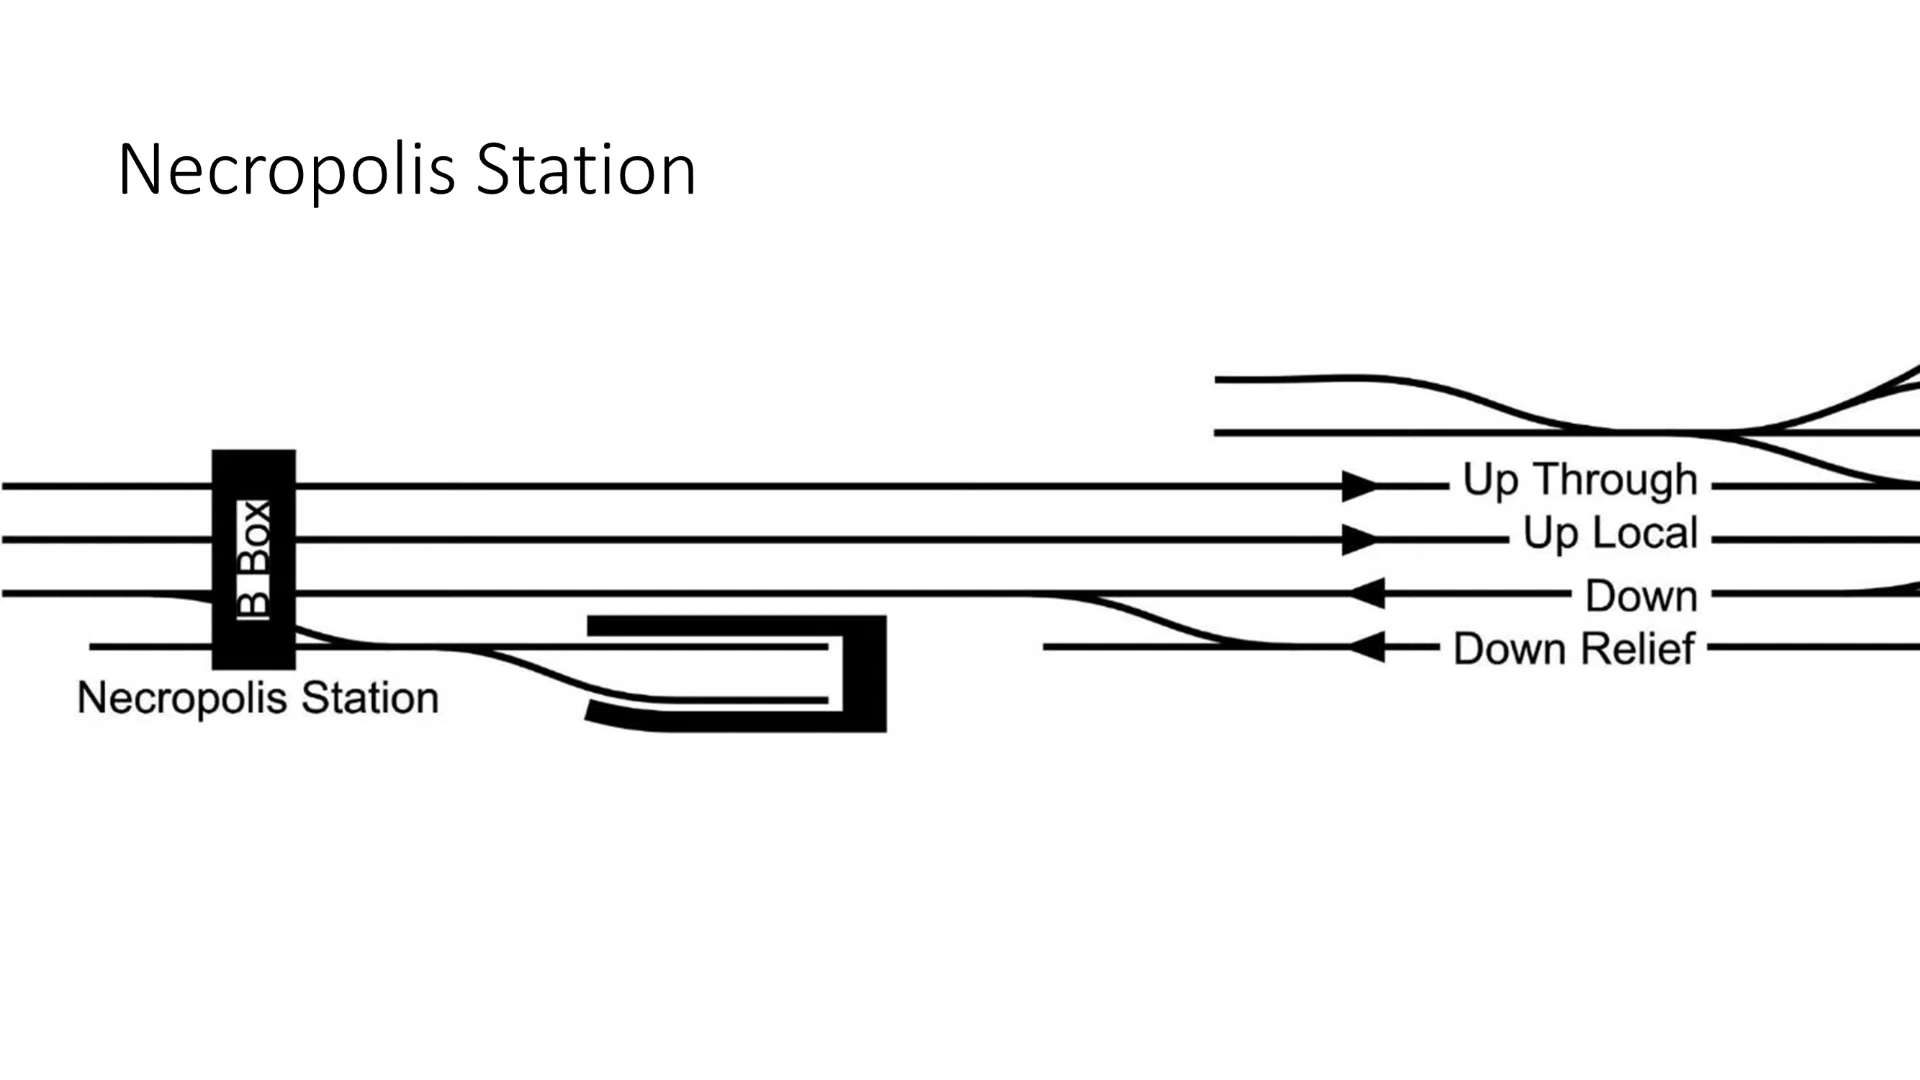 Necropolis Station
Up Through
Up Local
B Box
Down
Down Relief
Necropolis Station